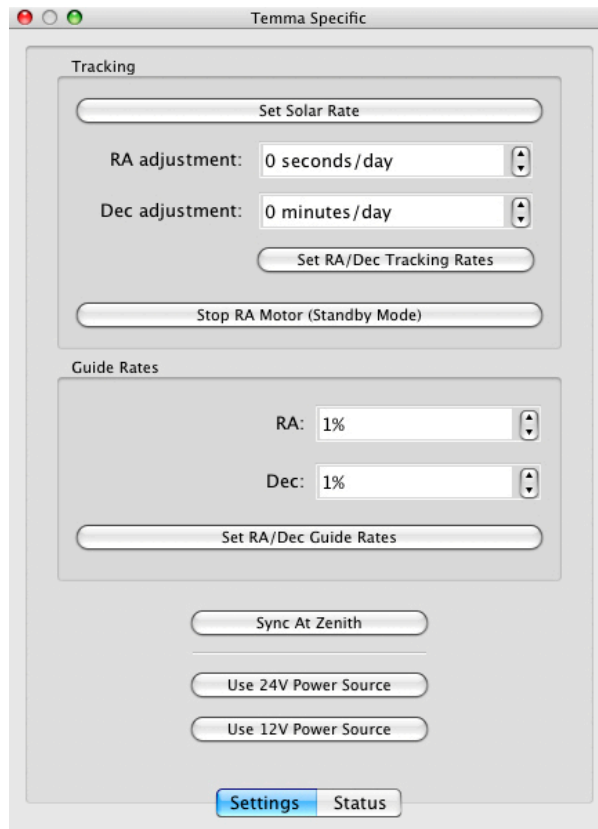 Temma Specific
Tracking
Set Solar Rate
RA adjustment: 0 seconds/day
Dec adjustment: 0 minutes/day
Set RA/Dec Tracking Rates
Stop RA Motor (Standby Mode)
Guide Rates
RA: 1%
Dec: 1%
Set RA/Dec Guide Rates
Sync At Zenith
Use 24V Power Source
Use 12V Power Source
Settings Status